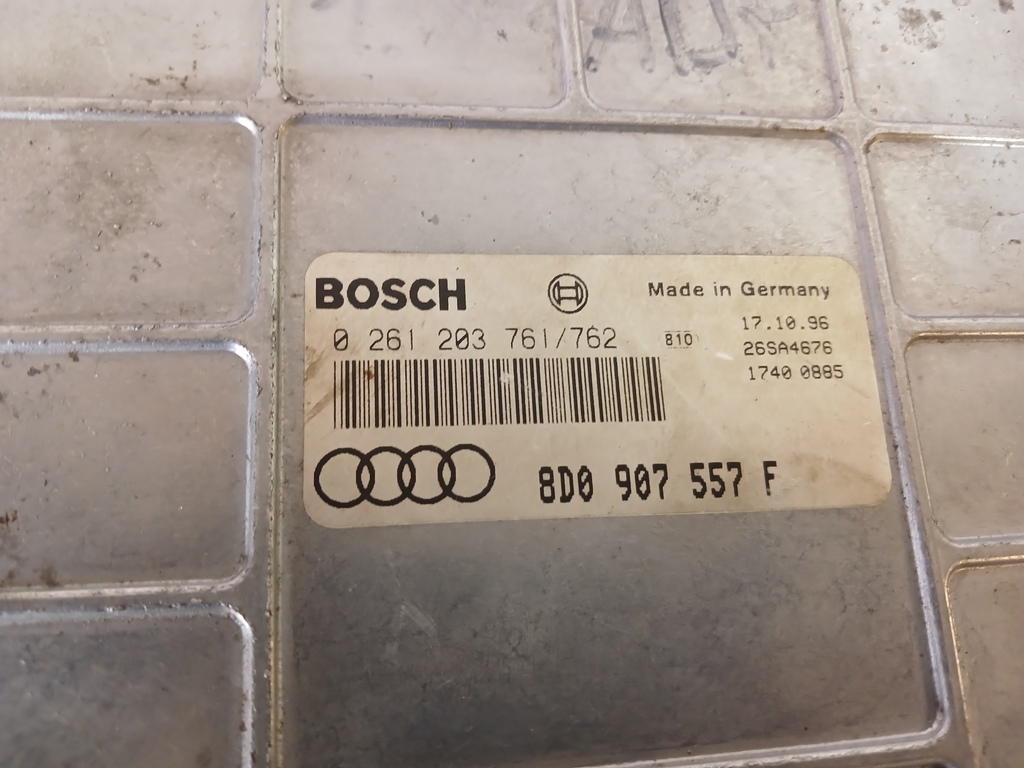 BOSCH
Made in Germany
0 261 203 761/762
810
17.10.96
26SA4676
1740 0885
8D0 907 557 F